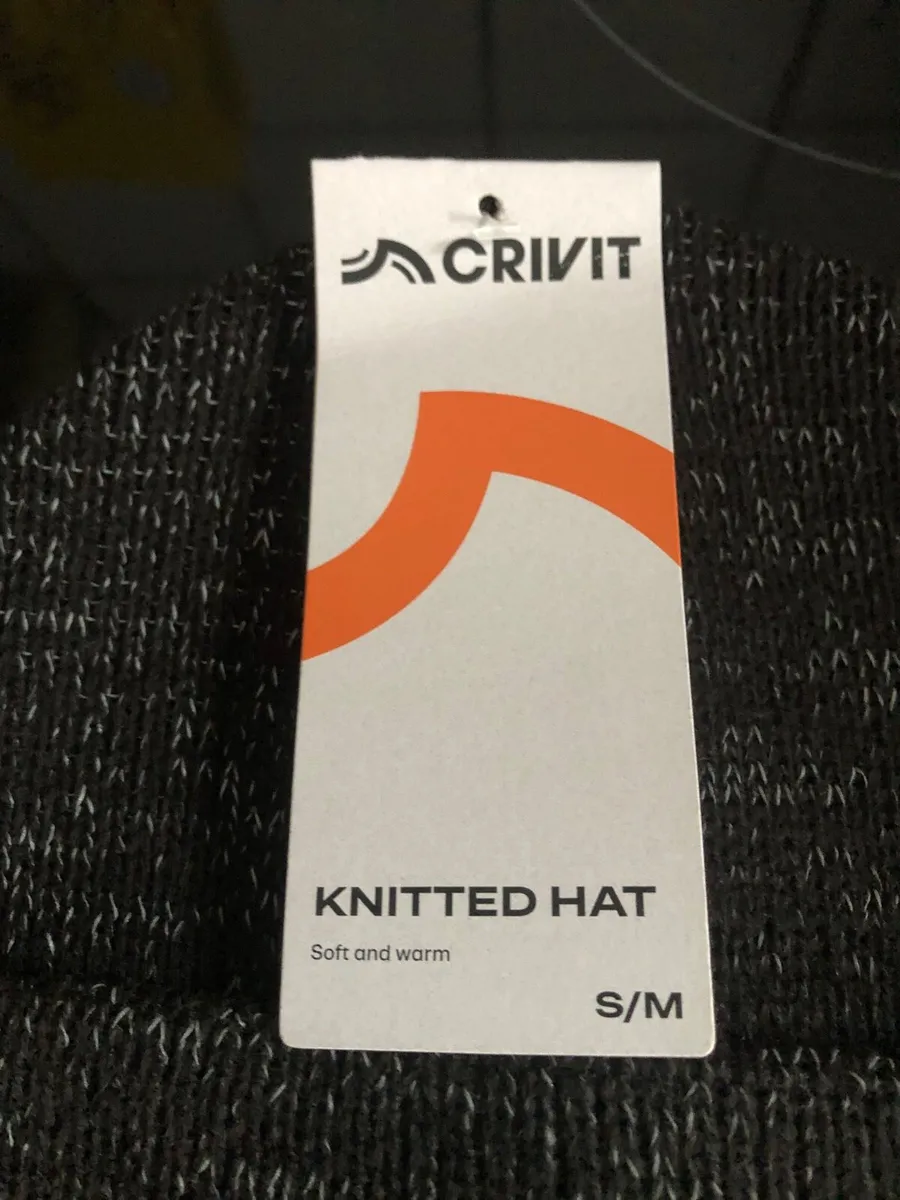 CRIVIT
KNITTED HAT
Soft and warm
S/M